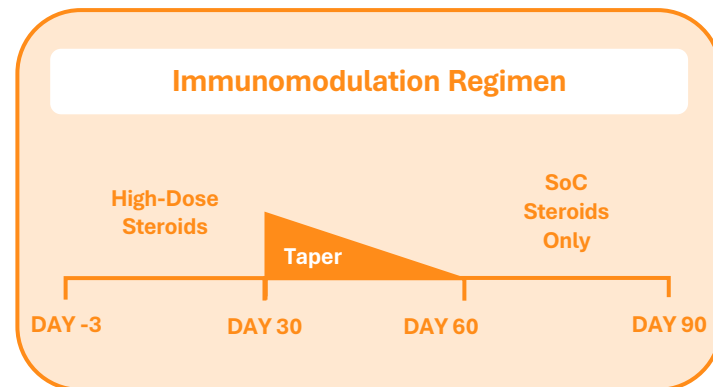 Immunomodulation Regimen
High-Dose
Steroids
SoC
Steroids
Only
Taper
DAY -3
DAY 30
DAY 60
DAY 90